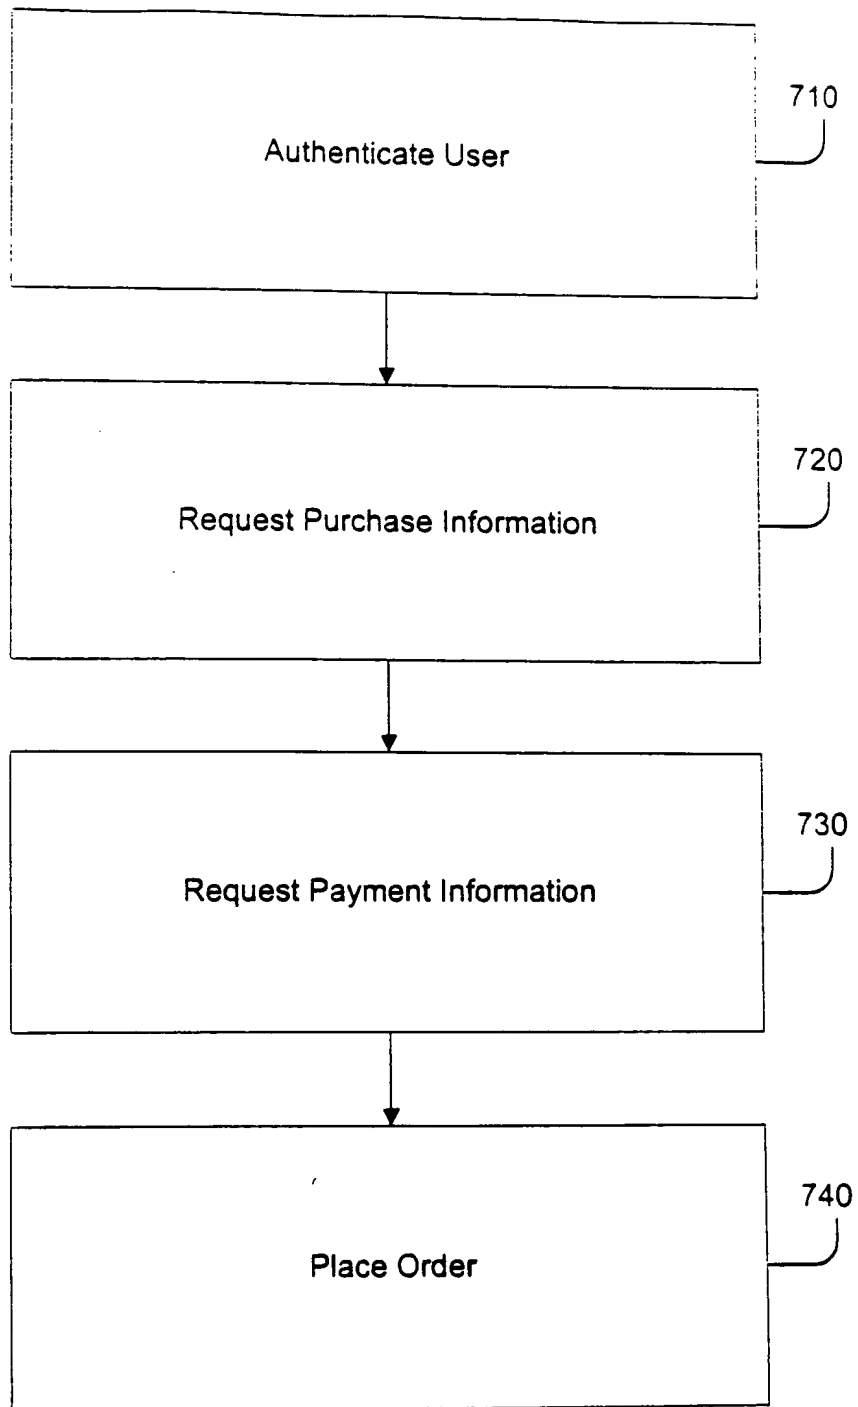 710
Authenticate User
720
Request Purchase Information
730
Request Payment Information
740
Place Order